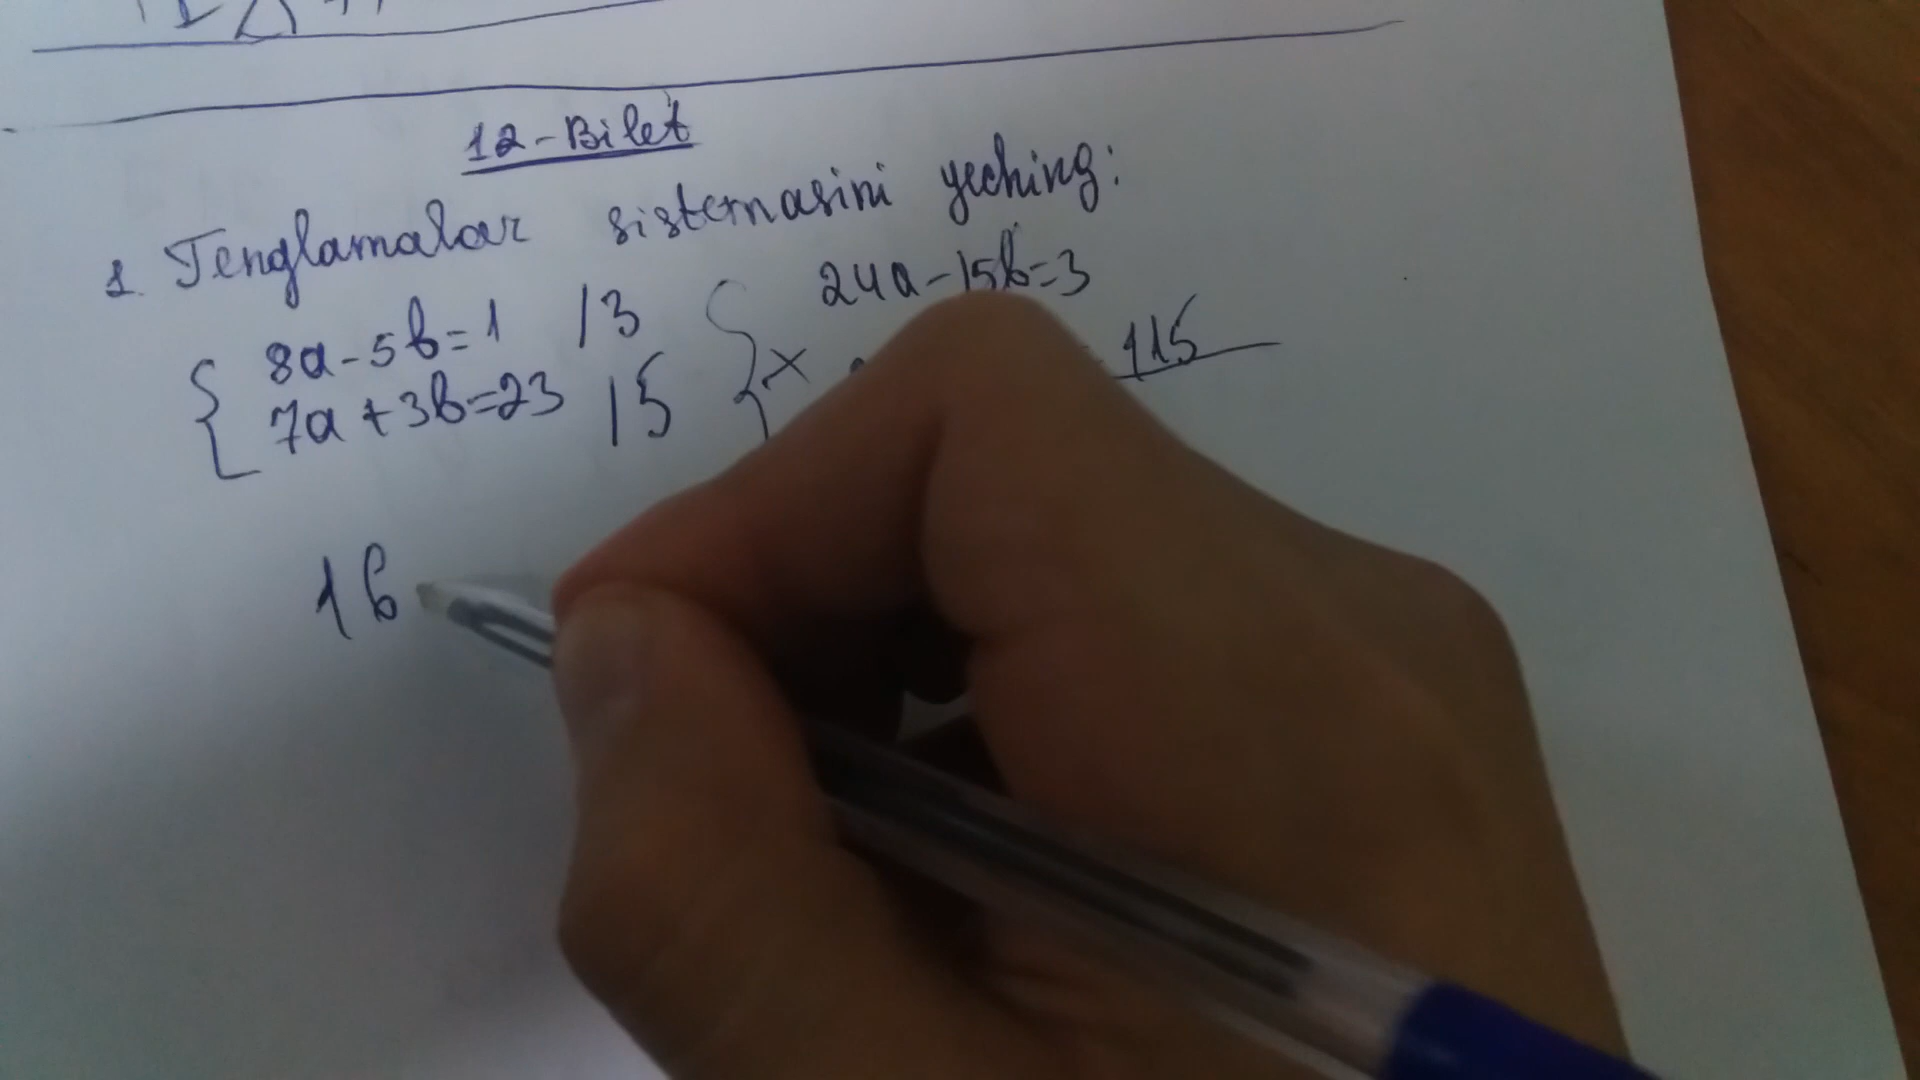 12-Bilet
1. Tenglamalar sistemasini yeching:
8a-5b=1 /3
7a+3b=23 /5
24a-15b=3
115
16